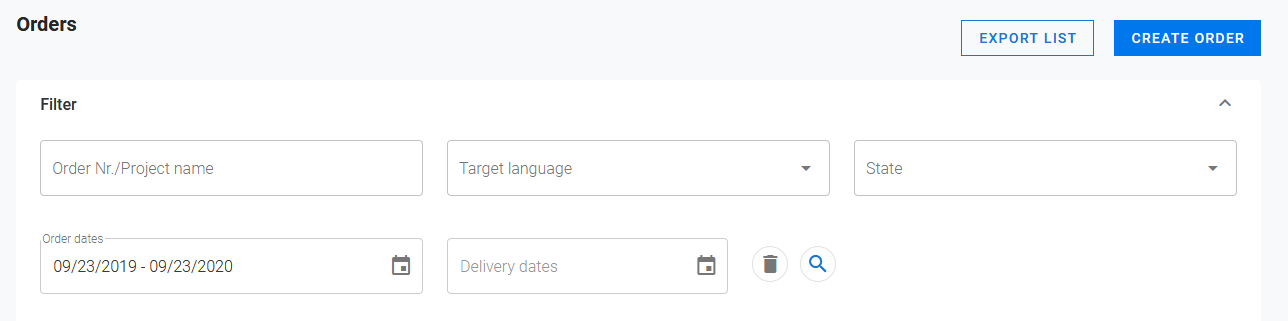 Orders
EXPORT LIST
CREATE ORDER
Filter
Order Nr./Project name
Target language
State
Order dates
09/23/2019 - 09/23/2020
Delivery dates